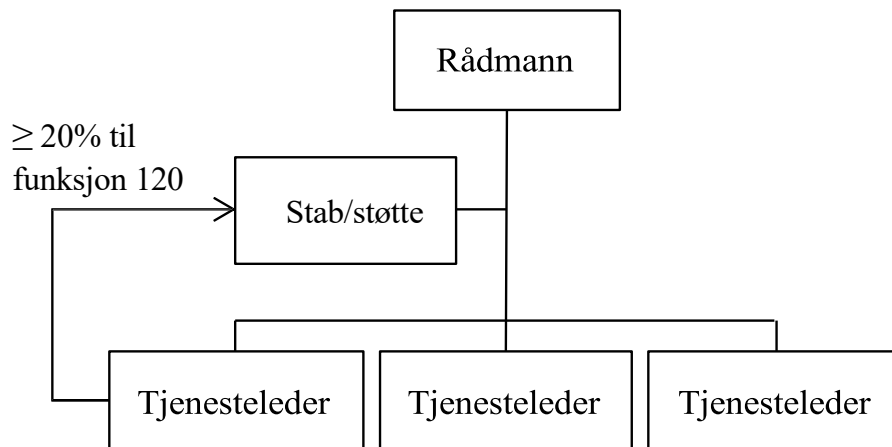 Rådmann
≥ 20% til
funksjon 120
Stab/støtte
Tjenesteleder
Tjenesteleder
Tjenesteleder